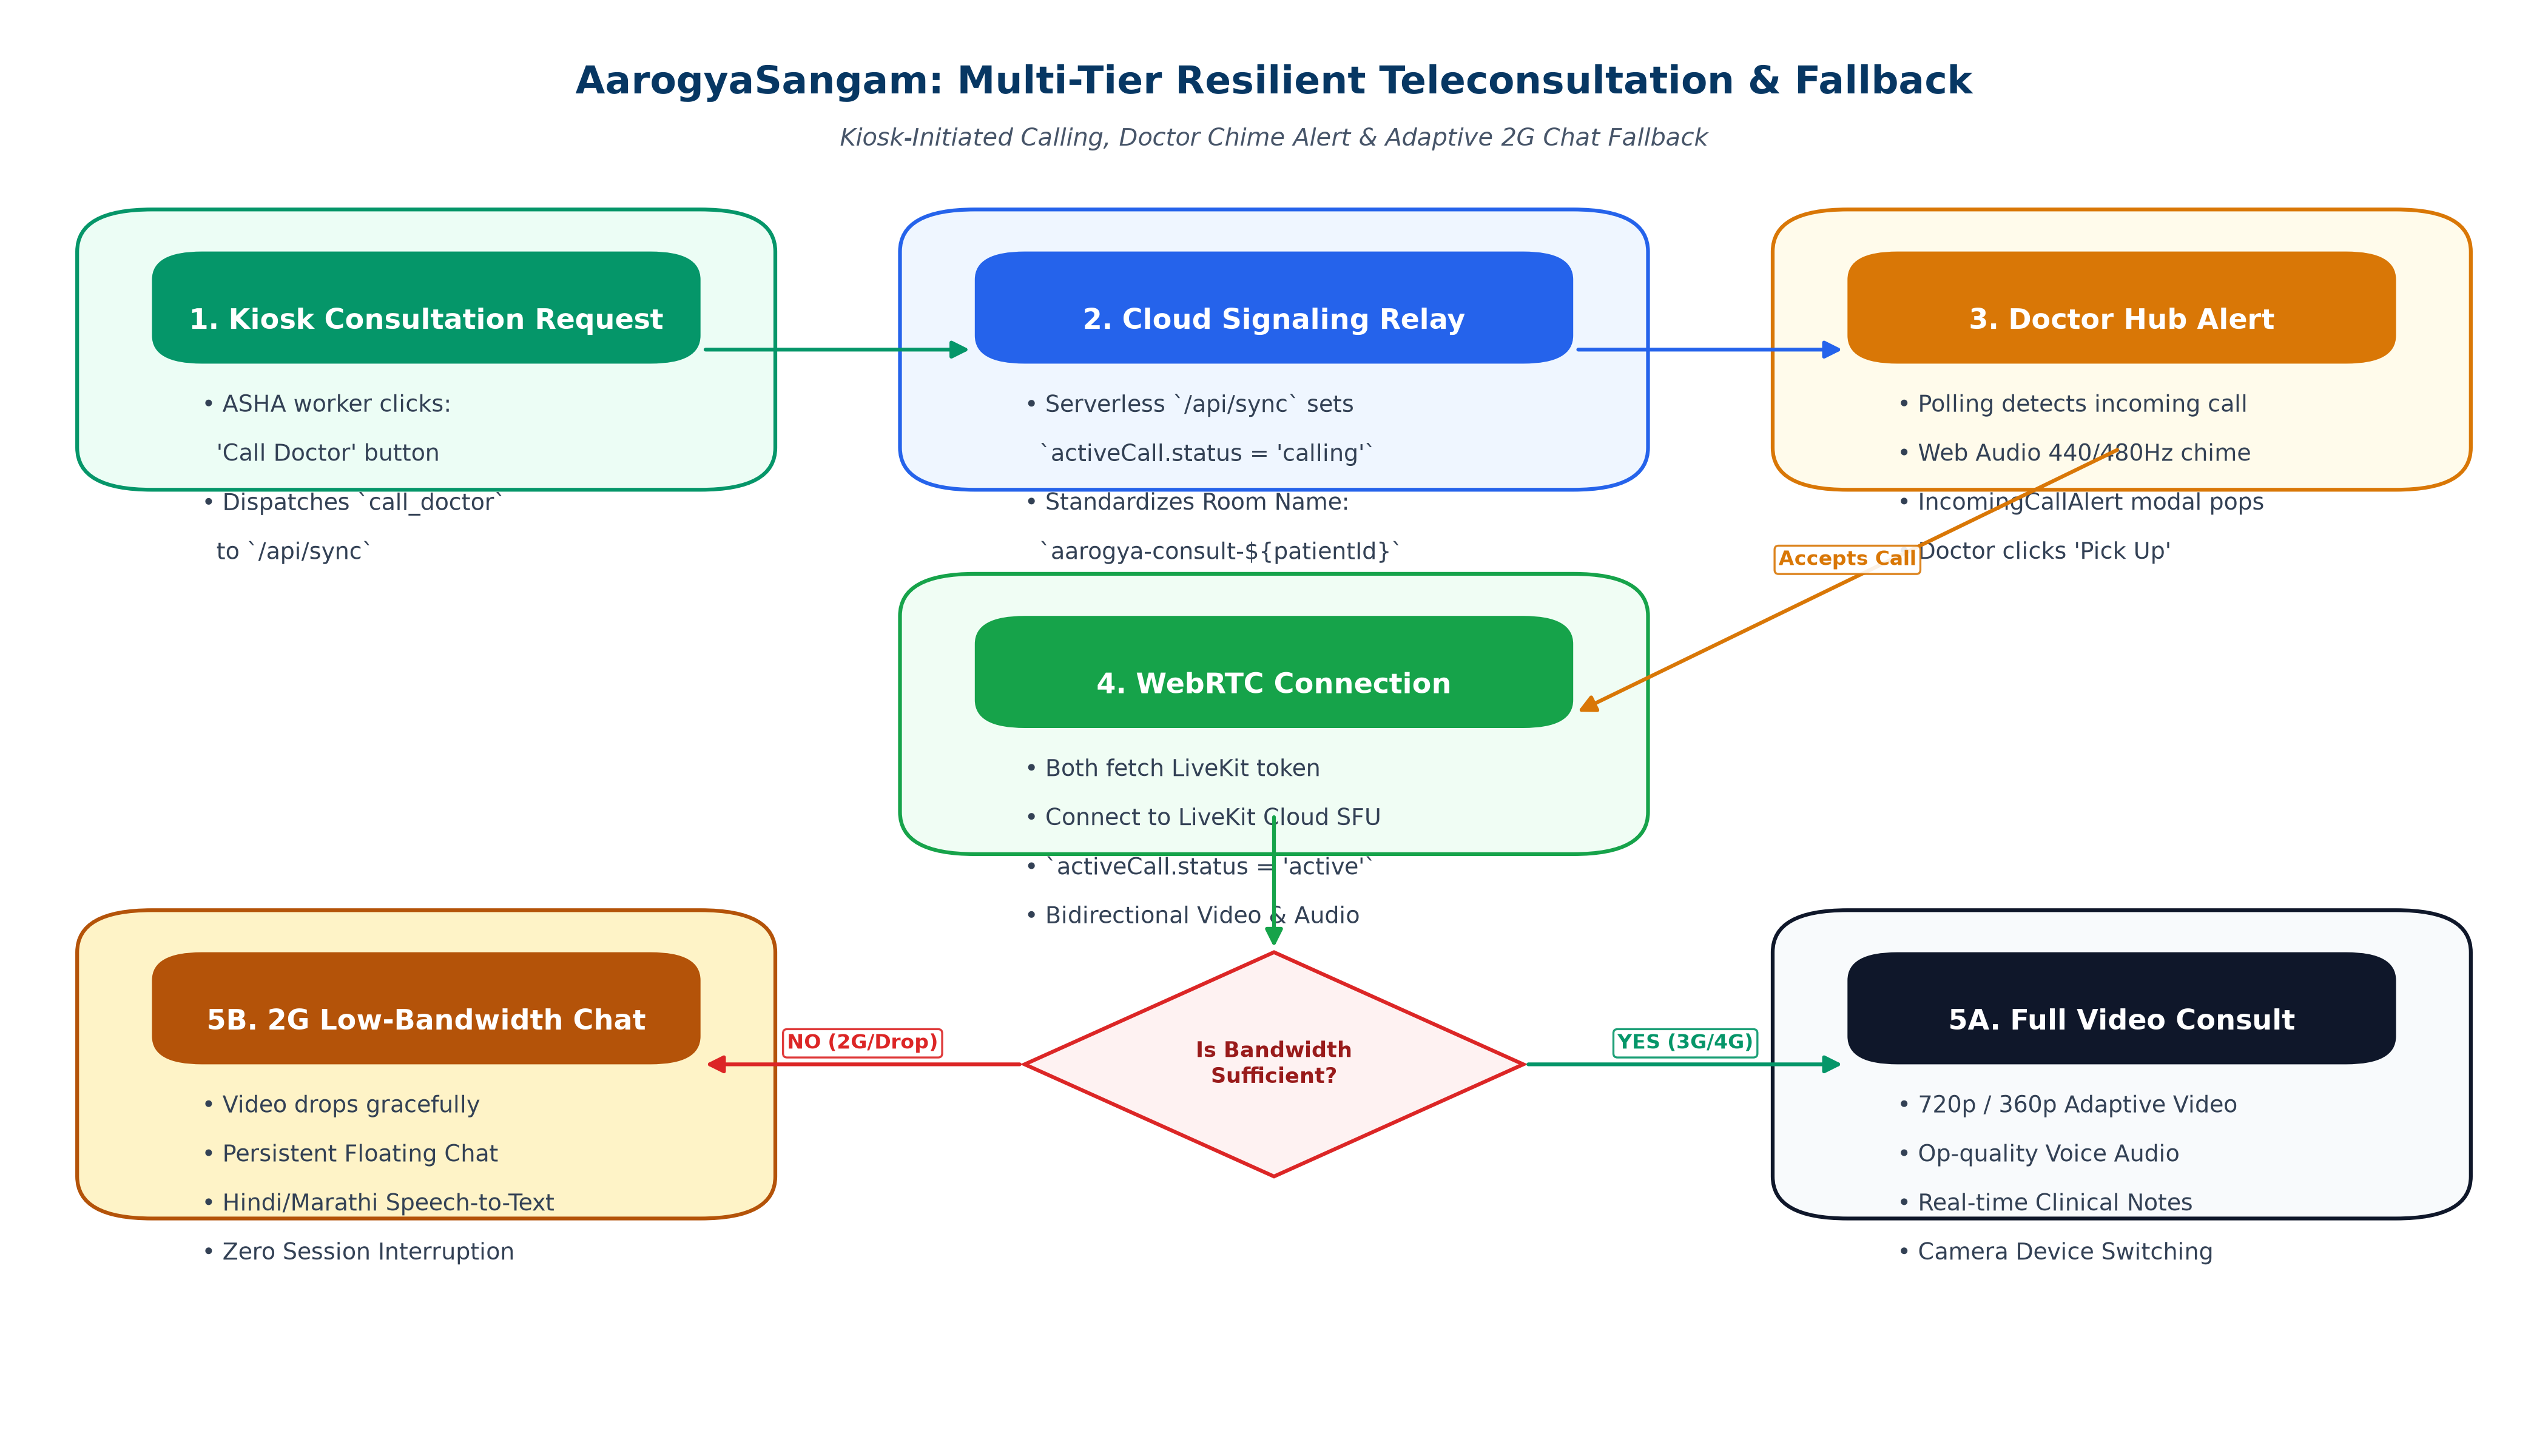 AarogyaSangam: Multi-Tier Resilient Teleconsultation & Fallback
Kiosk-Initiated Calling, Doctor Chime Alert & Adaptive 2G Chat Fallback
1. Kiosk Consultation Request
• ASHA worker clicks:
'Call Doctor' button
• Dispatches `call_doctor`
to `/api/sync`
2. Cloud Signaling Relay
• Serverless `/api/sync` sets
`activeCall.status = 'calling'`
• Standardizes Room Name:
`aarogya-consult-${patientId}`
3. Doctor Hub Alert
• Polling detects incoming call
• Web Audio 440/480Hz chime
• IncomingCallAlert modal pops
Doctor clicks 'Pick Up'
Accepts Call
4. WebRTC Connection
• Both fetch LiveKit token
• Connect to LiveKit Cloud SFU
• `activeCall.status = 'active'`
• Bidirectional Video & Audio
Is Bandwidth
Sufficient?
NO (2G/Drop)
YES (3G/4G)
5B. 2G Low-Bandwidth Chat
• Video drops gracefully
• Persistent Floating Chat
• Hindi/Marathi Speech-to-Text
• Zero Session Interruption
5A. Full Video Consult
• 720p / 360p Adaptive Video
• Op-quality Voice Audio
• Real-time Clinical Notes
• Camera Device Switching